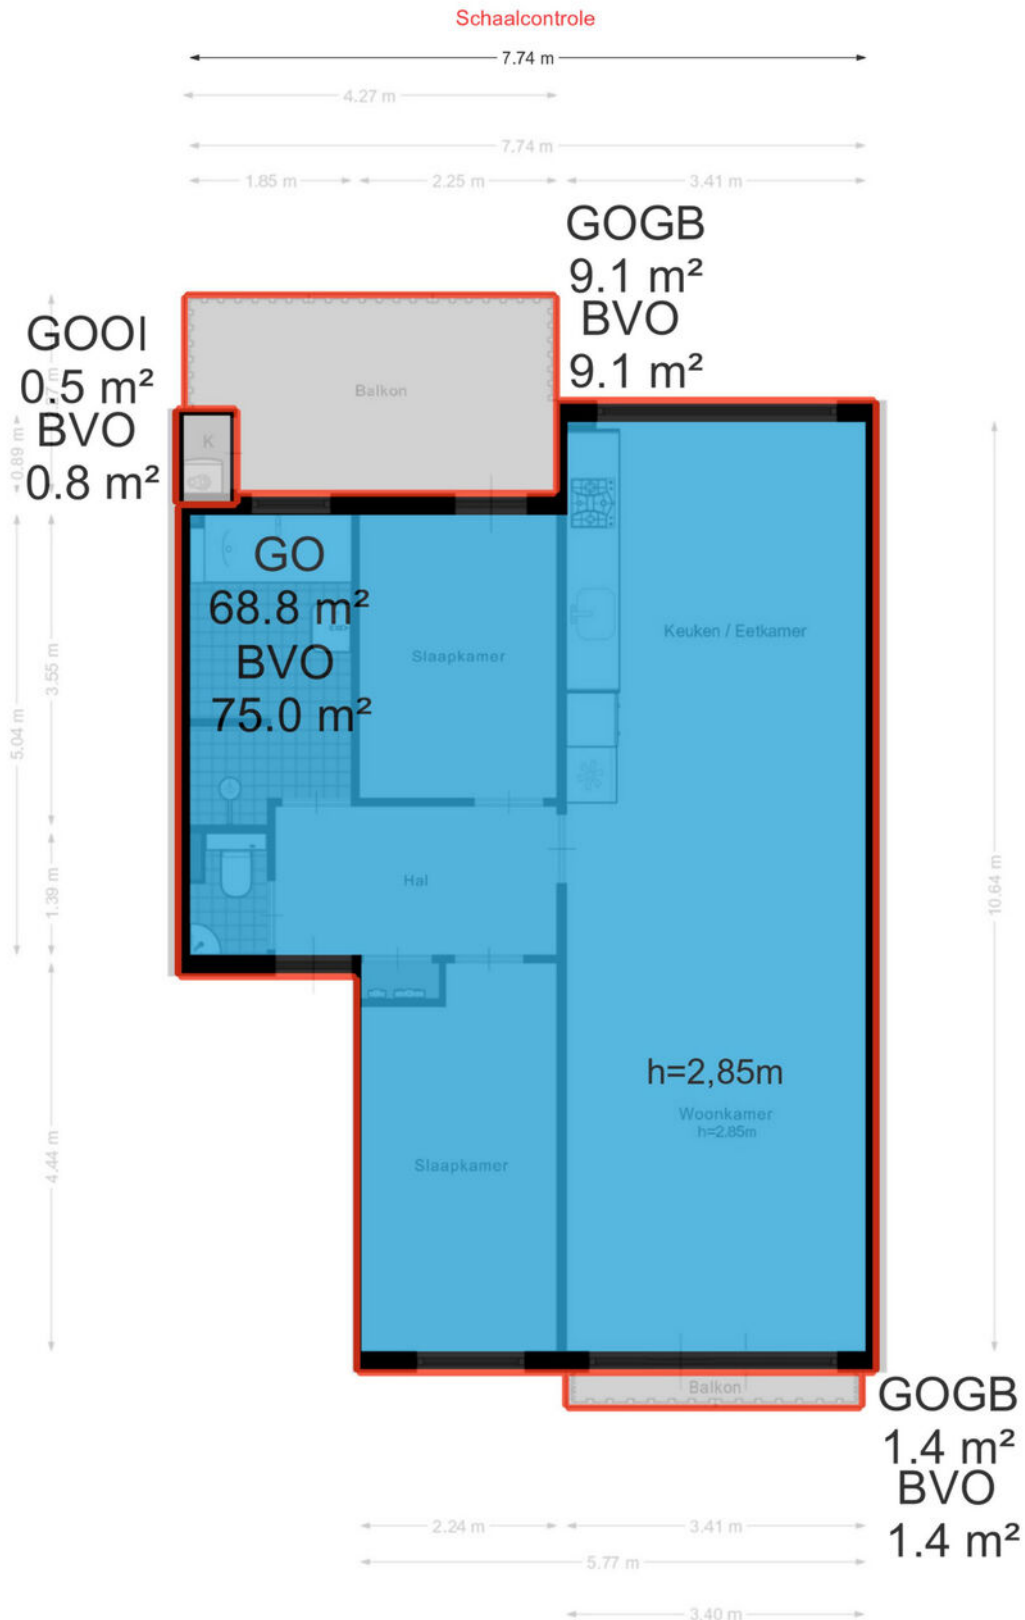 Schaalcontrole
7.74 m
4.27 m
7.74 m
1.85 m
2.25 m
3.41 m
GOGB
9.1 m²
BVO
9.1 m²
GOOI
0.5 m²
BVO
0.8 m²
0.89 m
Balkon
K
GO
68.8 m²
BVO
75.0 m²
Slaapkamer
Keuken / Eetkamer
3.55 m
5.04 m
1.39 m
Hal
10.64 m
h=2,85m
Woonkamer
h=2.85m
Slaapkamer
4.44 m
Balkon
GOGB
1.4 m²
BVO
1.4 m²
2.24 m
3.41 m
5.77 m
3.40 m